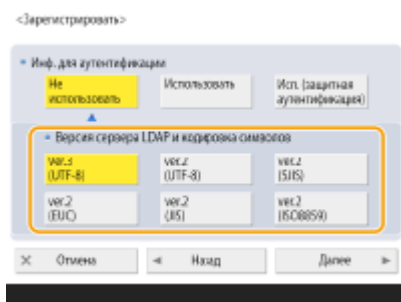 <Зарегистрировать>
Инф. для аутентификации
Не использовать
Использовать
Исп. (защитная аутентификация)
Версия сервера LDAP и кодировка символов
ver.3 (UTF-8)
ver.2 (UTF-8)
ver.2 (SJIS)
ver.2 (EUC)
ver.2 (JIS)
ver.2 (ISO8859)
Отмена
Назад
Далее